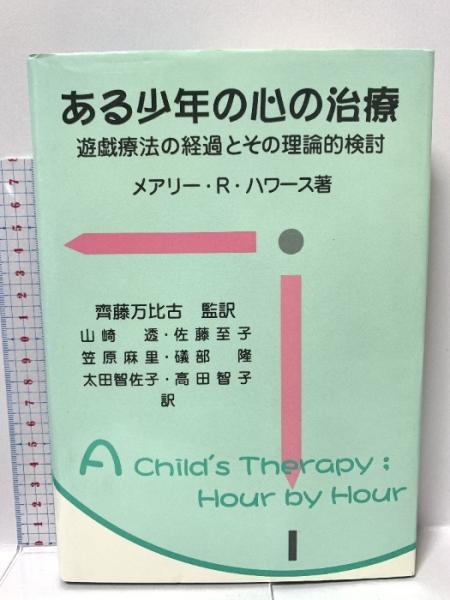 ある少年の心の治療
遊戯療法の経過とその理論的検討
メアリー・R・ハワース著
齊藤万比古 監訳
山崎 透・佐藤至子
笠原麻里・礒部 隆
太田智佐子・高田智子
訳
A Child's Therapy;
Hour by Hour